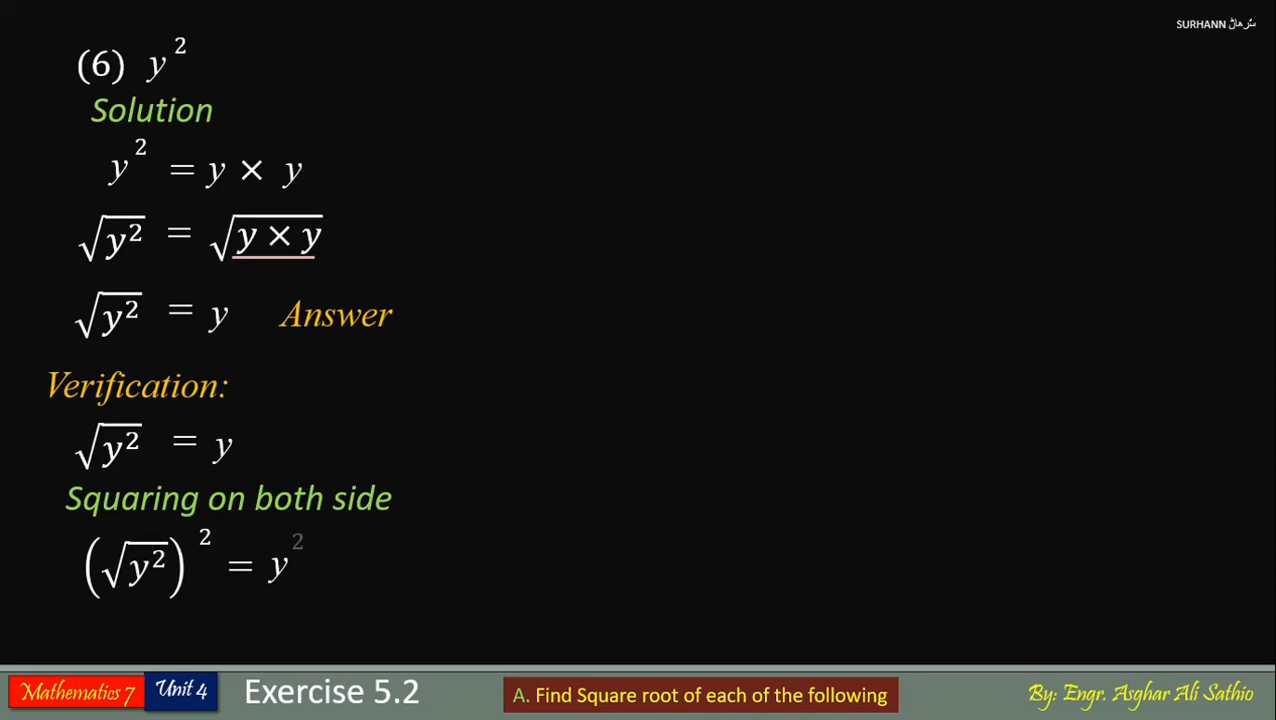 SURHANN سُرهاڻ
(6) y²
Solution
y² = y × y
√y² = √y × y
√y² = y Answer
Verification:
√y² = y
Squaring on both side
(√y²)² = y²
Mathematics 7 Unit 4 Exercise 5.2 A. Find Square root of each of the following By: Engr. Asghar Ali Sathio